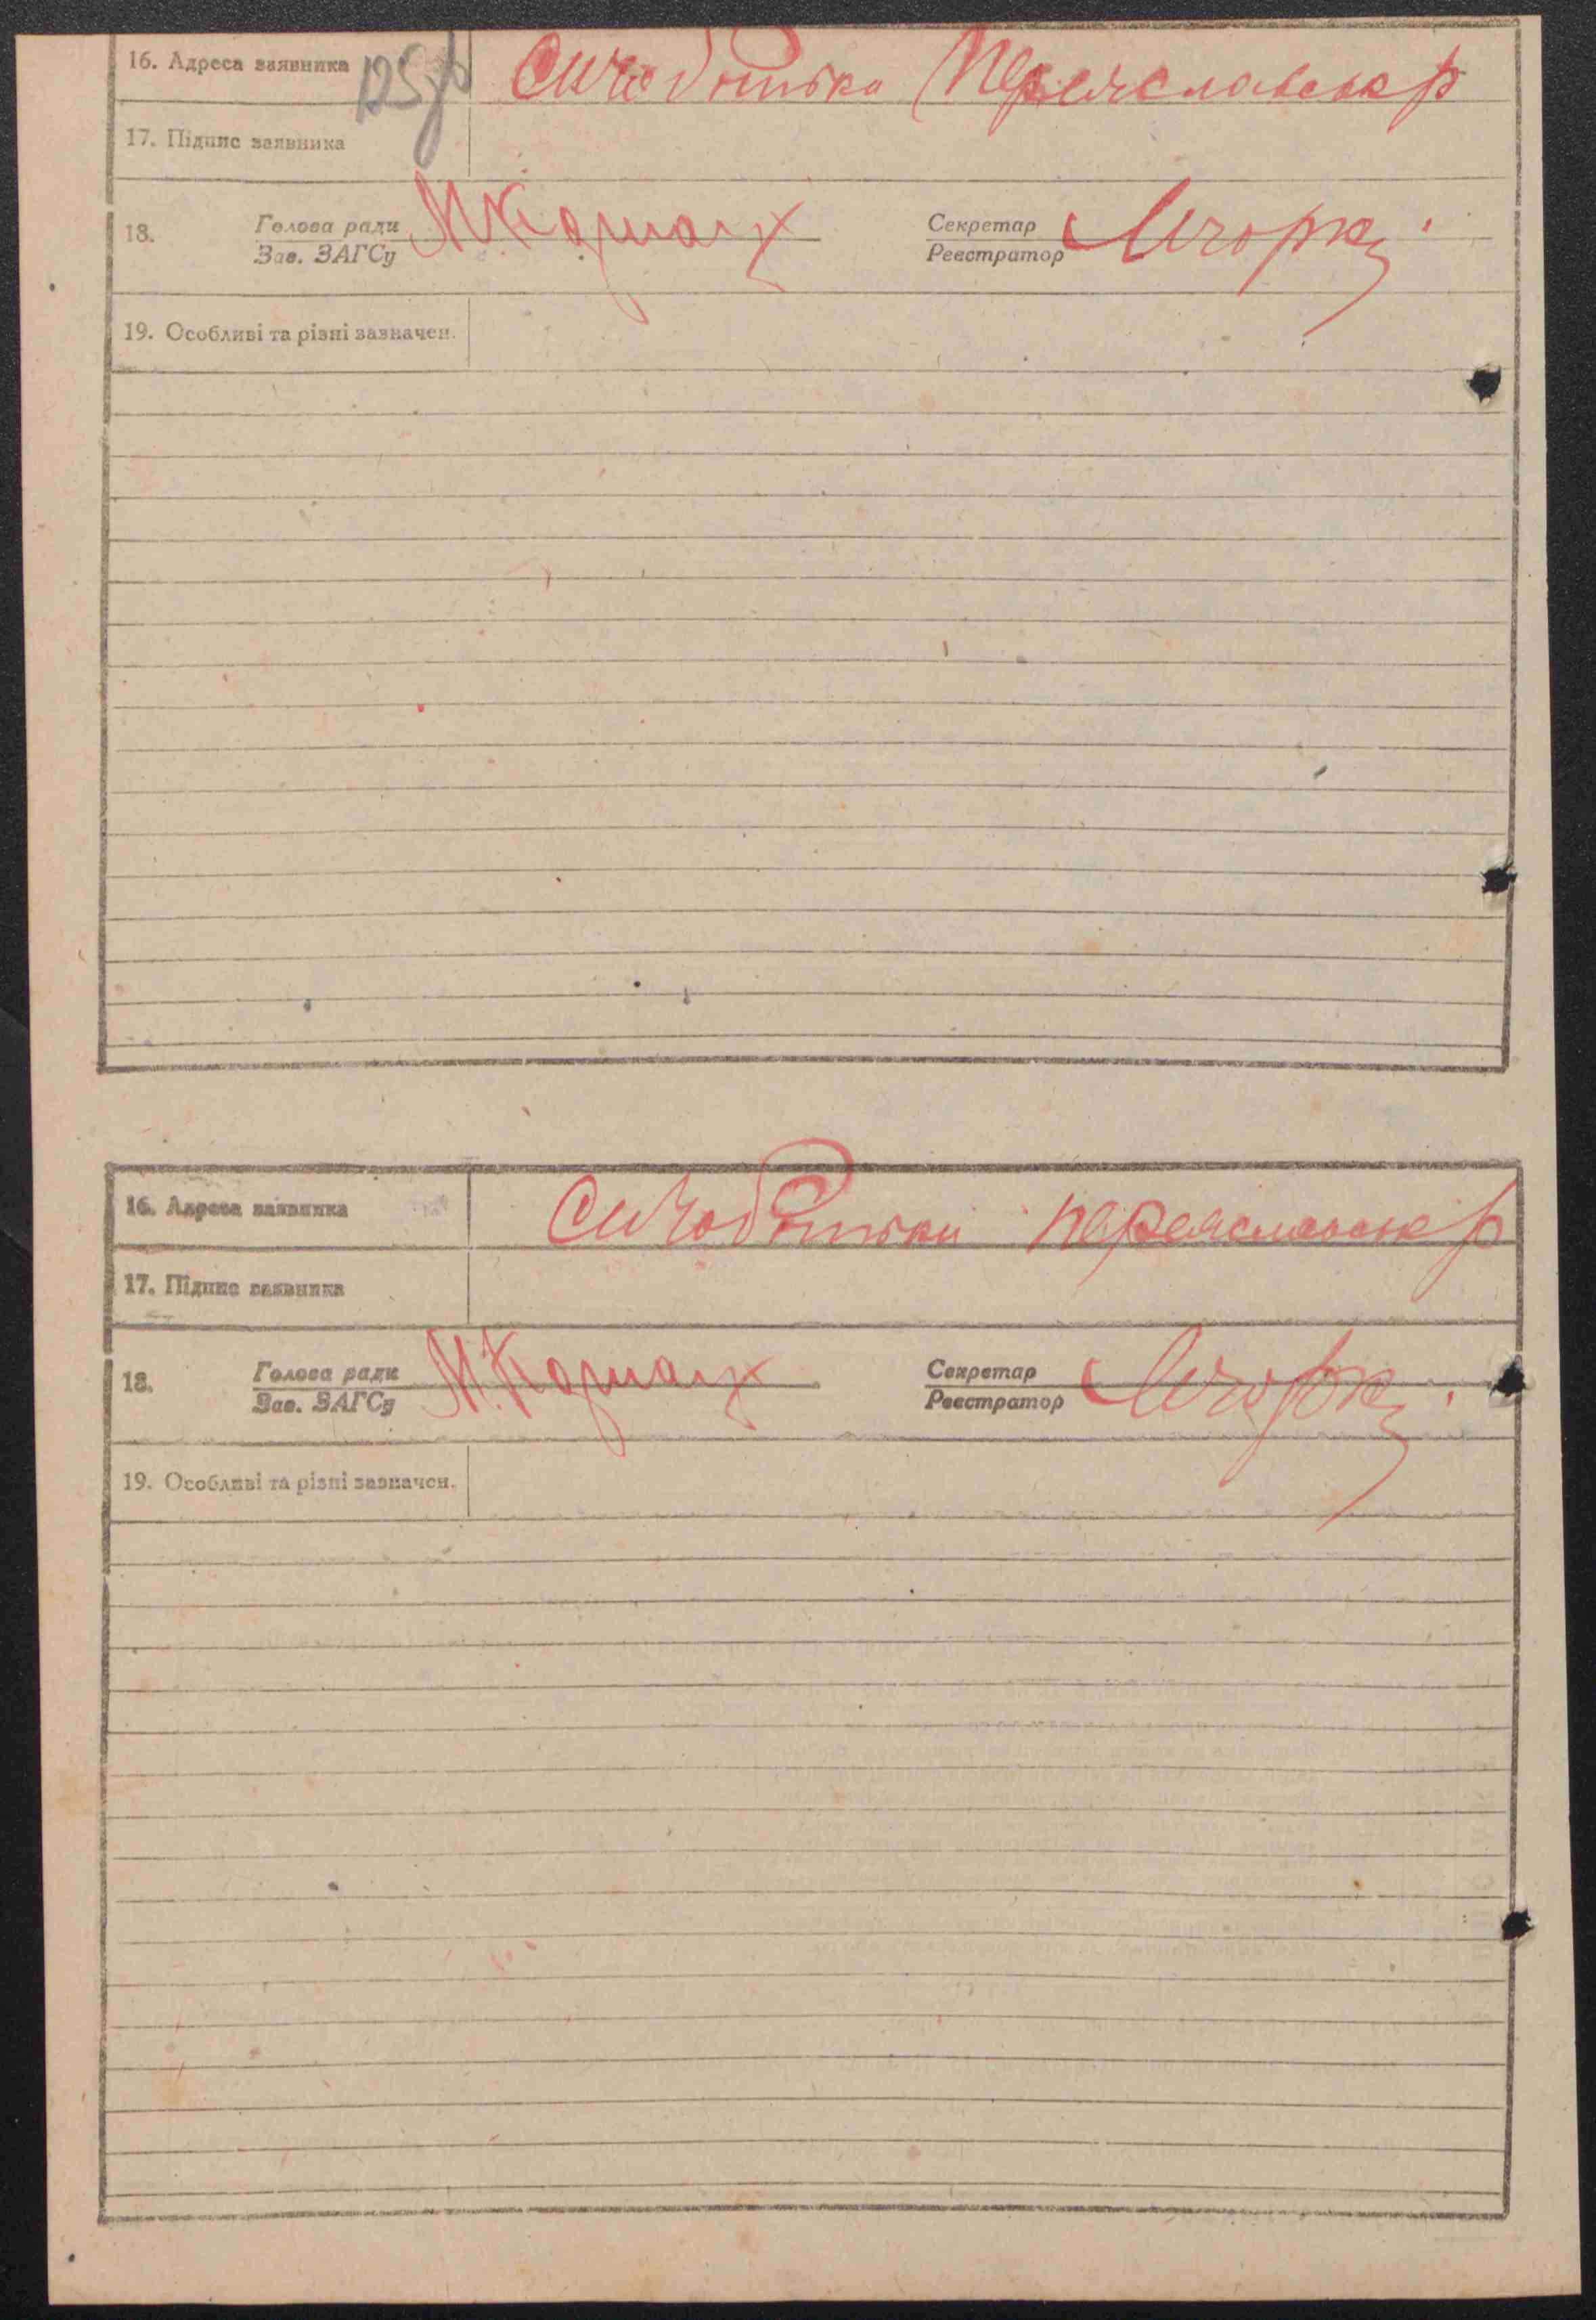 16. Адреса заявника
125
Переяславськ р
17. Підпис заявника
18. Голова ради
Зав. ЗАГСу
М Кормах
Секретар
Реєстратор
19. Особливі та різні зазначен.
16. Адреса заявника
переяславськ р
17. Підпис заявника
18. Голова ради
Зав. ЗАГСу
М. Кормах
Секретар
Реєстратор
19. Особливі та різні зазначен.